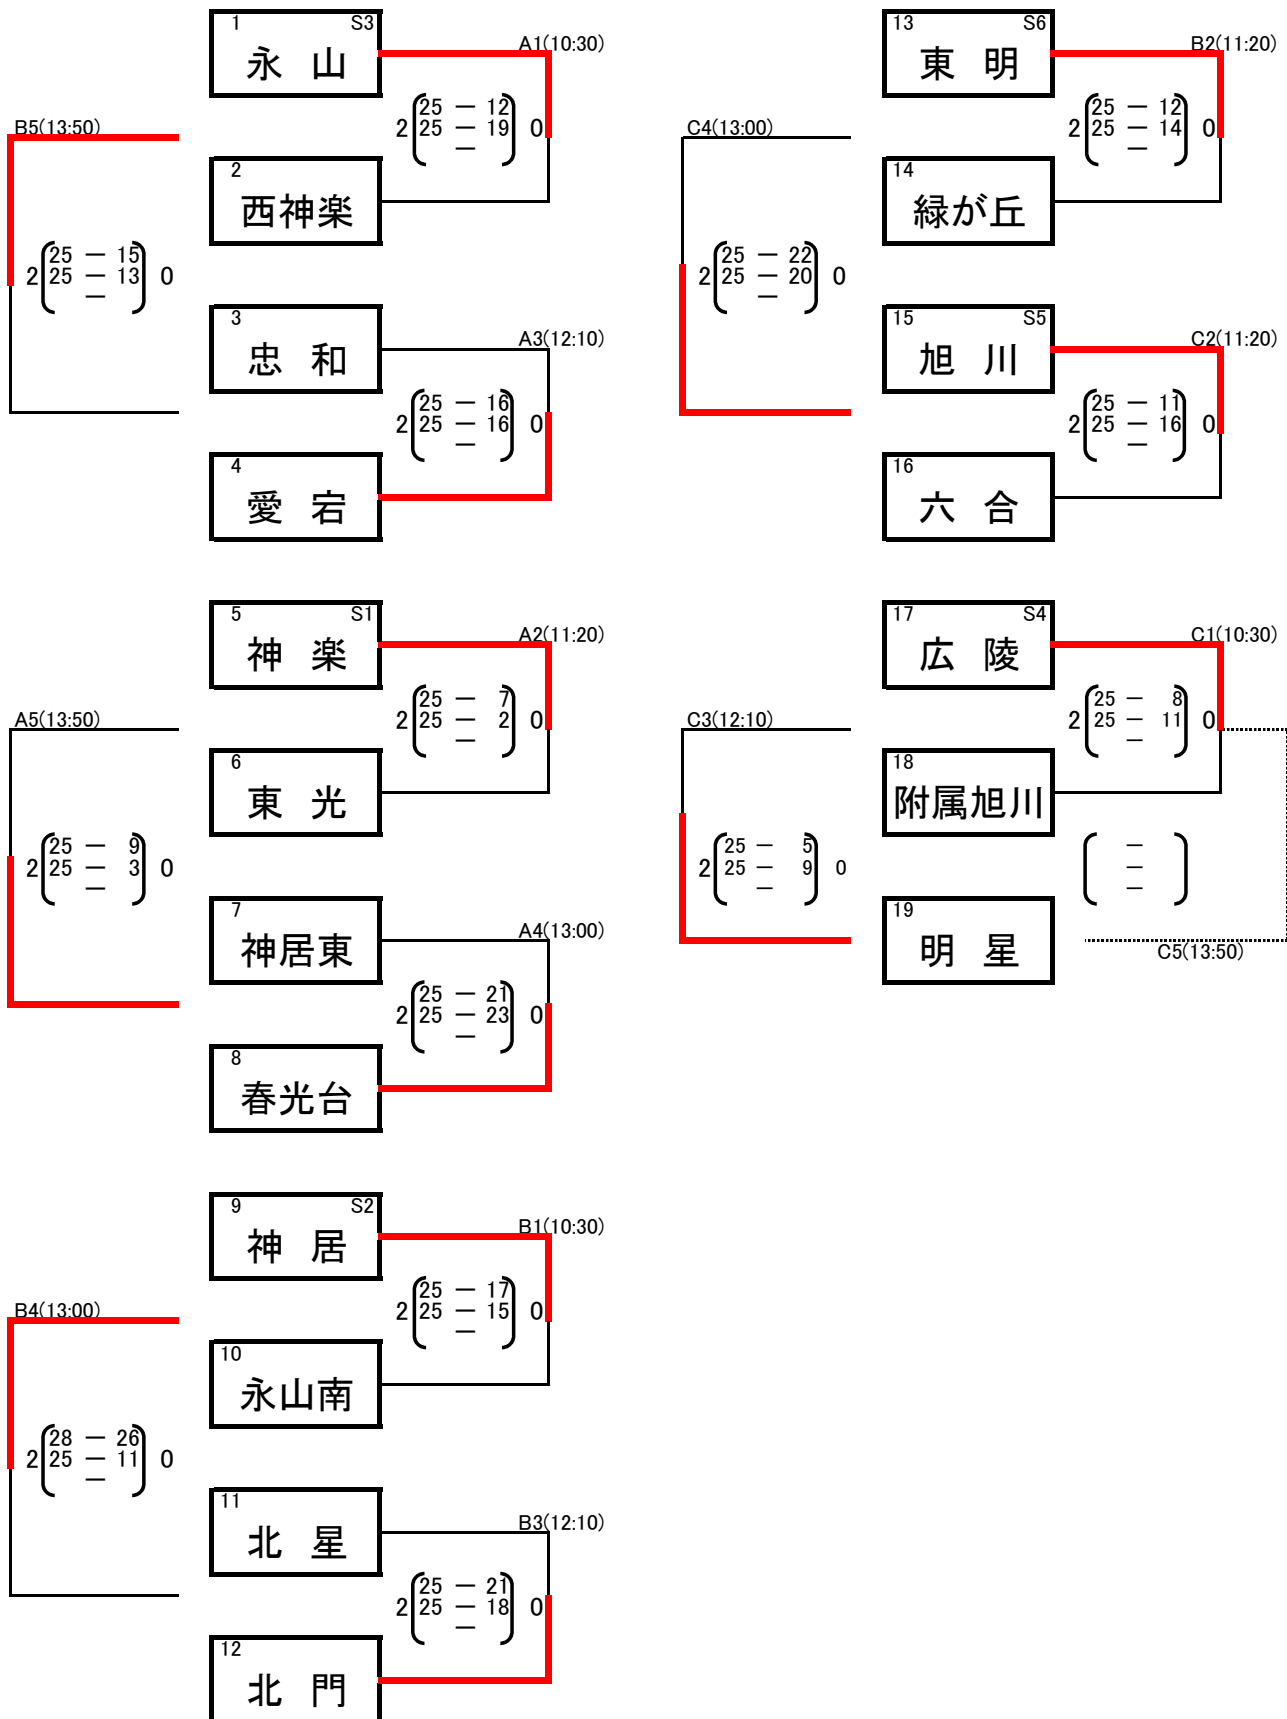 1 S3
永 山
A1(10:30)
2 25 － 12 0
25 － 19
－
B5(13:50)
2
西神楽
2 25 － 15 0
25 － 13
－
3
忠 和
A3(12:10)
2 25 － 16 0
25 － 16
－
4
愛 宕
5 S1
神 楽
A2(11:20)
2 25 － 7 0
25 － 2
－
A5(13:50)
6
東 光
2 25 － 9 0
25 － 3
－
7
神居東
A4(13:00)
2 25 － 21 0
25 － 23
－
8
春光台
9 S2
神 居
B1(10:30)
2 25 － 17 0
25 － 15
－
B4(13:00)
10
永山南
2 28 － 26 0
25 － 11
－
11
北 星
B3(12:10)
2 25 － 21 0
25 － 18
－
12
北 門
13 S6
東 明
B2(11:20)
2 25 － 12 0
25 － 14
－
C4(13:00)
14
緑が丘
2 25 － 22 0
25 － 20
－
15 S5
旭 川
C2(11:20)
2 25 － 11 0
25 － 16
－
16
六 合
17 S4
広 陵
C1(10:30)
2 25 － 8 0
25 － 11
－
C3(12:10)
18
附属旭川
2 25 － 5 0
25 － 9
－
－
－
－
19
明 星
C5(13:50)